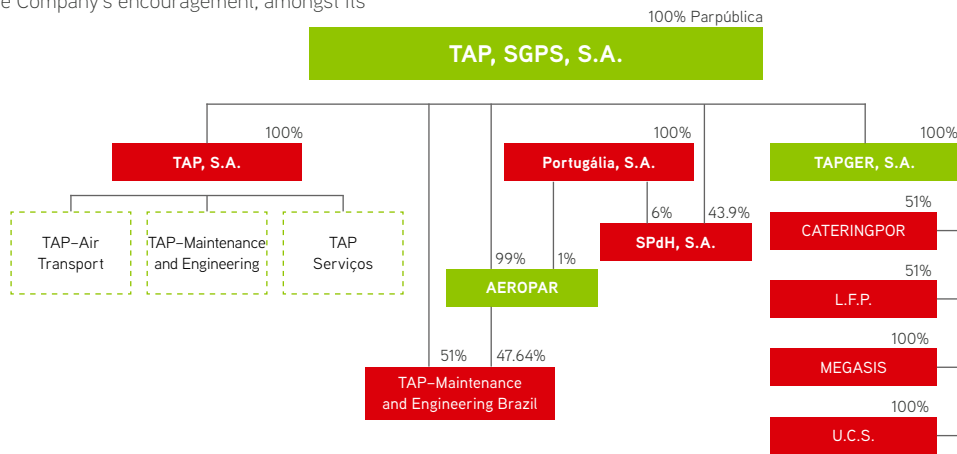 e Company's encouragement, amongst its
100% Parpública
TAP, SGPS, S.A.
100%
TAP, S.A.
100%
Portugália, S.A.
100%
TAPGER, S.A.
TAP–Air
Transport
TAP–Maintenance
and Engineering
TAP
Serviços
6%
43.9%
SPdH, S.A.
99%
1%
AEROPAR
51%
47.64%
TAP–Maintenance
and Engineering Brazil
51%
CATERINGPOR
51%
L.F.P.
100%
MEGASIS
100%
U.C.S.